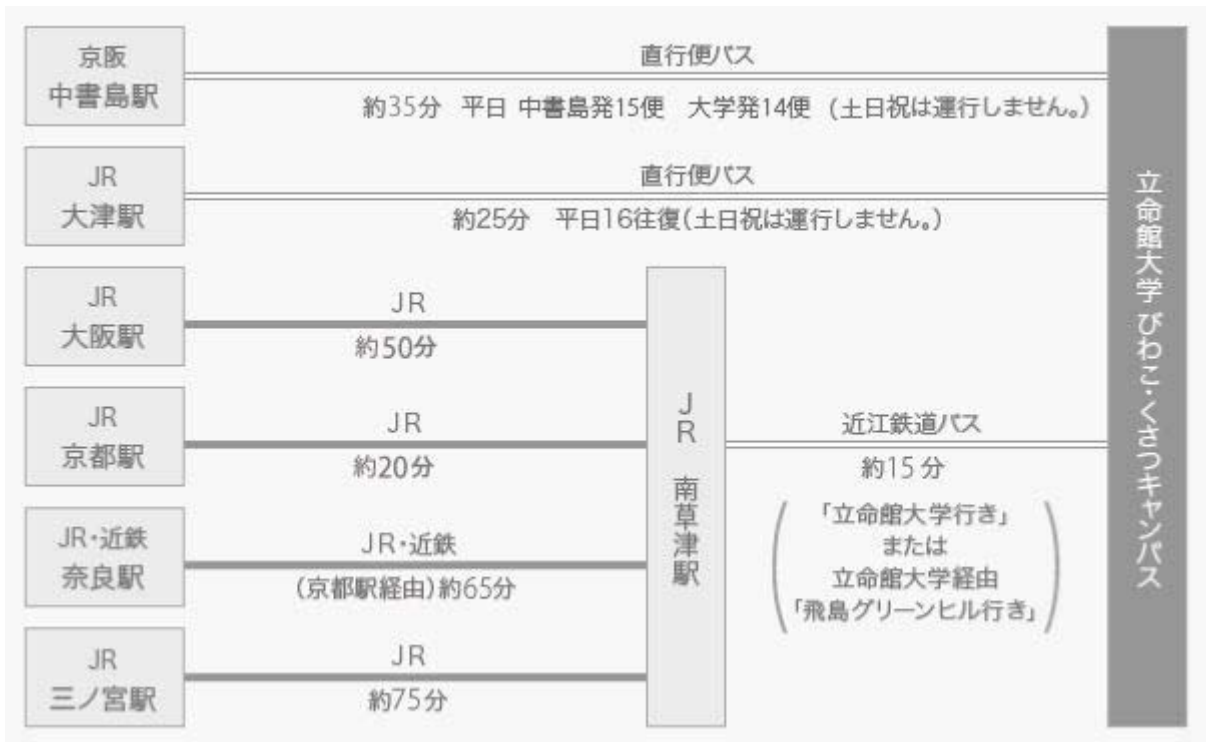 京阪
中書島駅
直行便バス
約35分 平日 中書島発15便 大学発14便 (土日祝は運行しません。)
JR
大津駅
直行便バス
約25分 平日16往復(土日祝は運行しません。)
JR
大阪駅
JR
約50分
JR
京都駅
JR
約20分
JR・近鉄
奈良駅
JR・近鉄
(京都駅経由)約65分
JR
三ノ宮駅
JR
約75分
JR 南草津駅
近江鉄道バス
約15分
「立命館大学行き」
または
立命館大学経由
「飛島グリーンヒル行き」
立命館大学 びわこ・くさつキャンパス